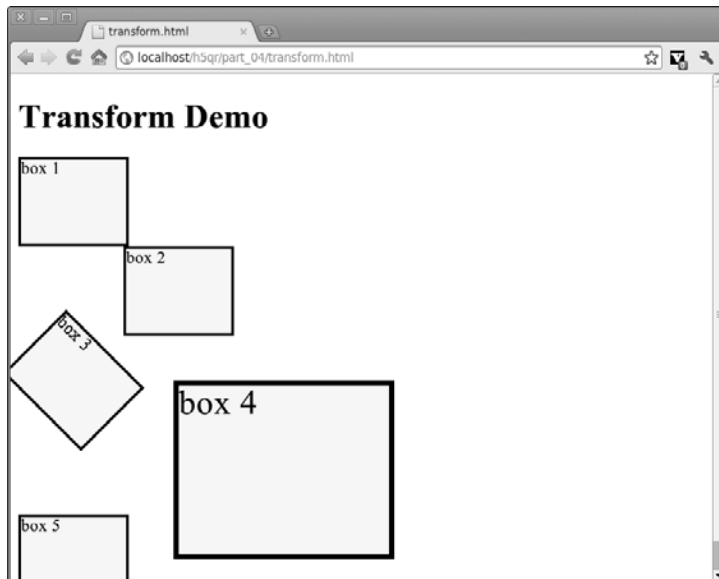 transform.html
localhost/h5qr/part_04/transform.html
Transform Demo
box 1
box 2
box 3
box 4
box 5